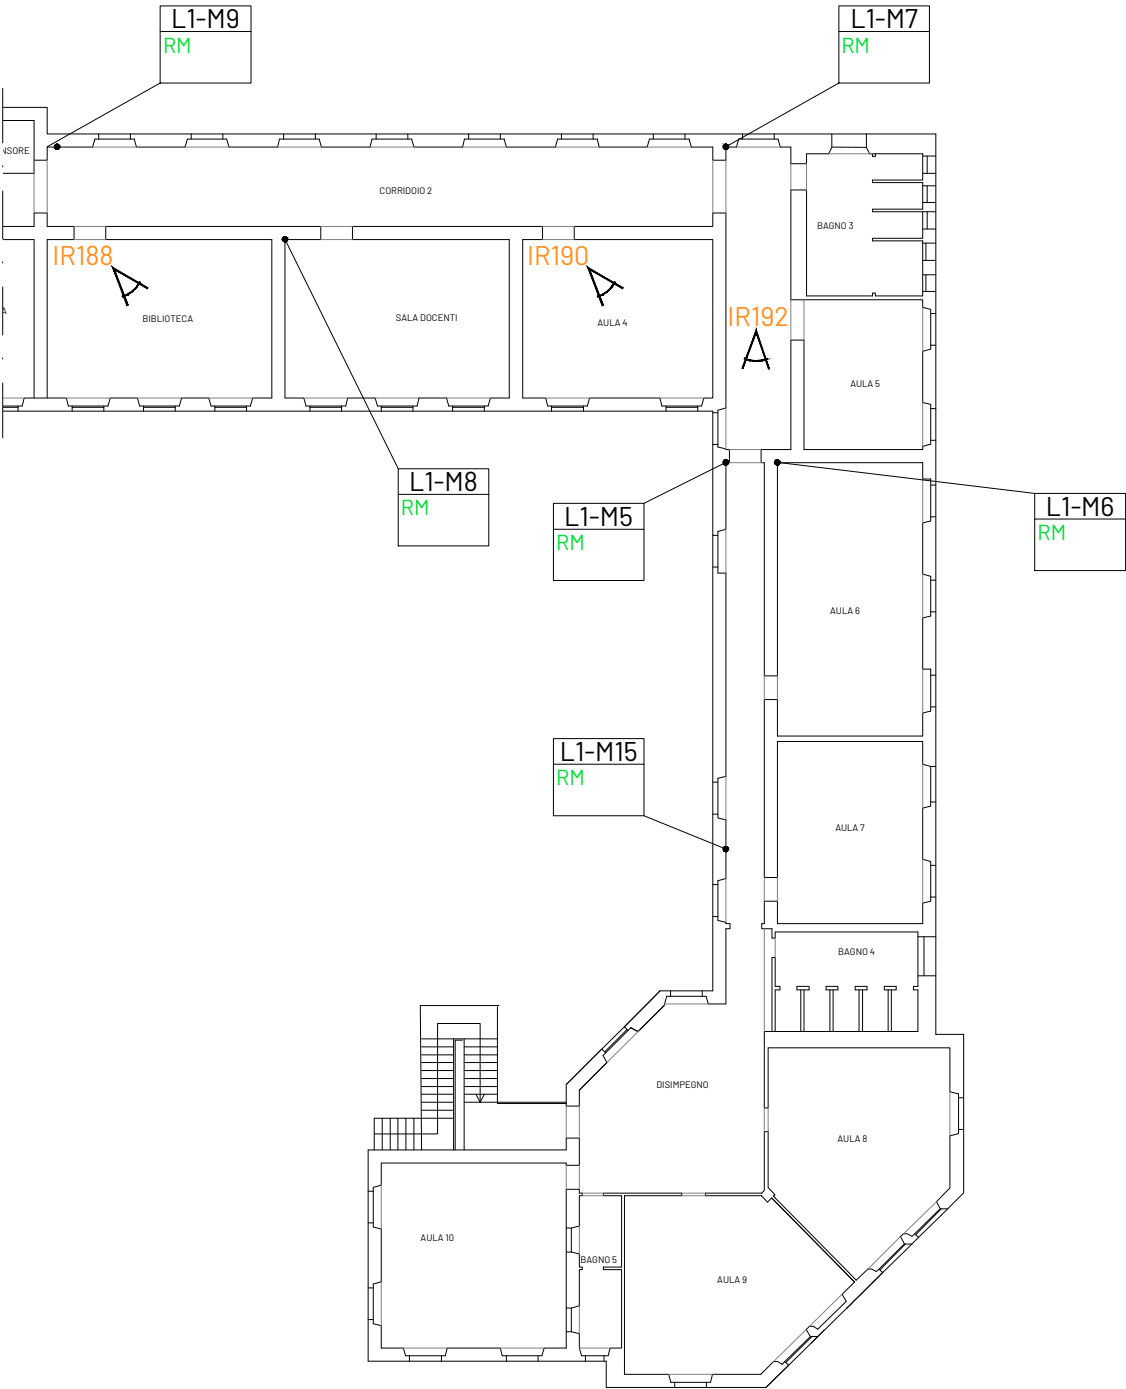 L1-M9
RM
L1-M7
RM
NSORE
CORRIDOIO 2
BAGNO 3
IR188
IR190
BIBLIOTECA
SALA DOCENTI
AULA 4
IR192
A
AULA 5
L1-M8
RM
L1-M5
RM
L1-M6
RM
AULA 6
L1-M15
RM
AULA 7
BAGNO 4
DISIMPEGNO
AULA 8
AULA 10
BAGNO 5
AULA 9